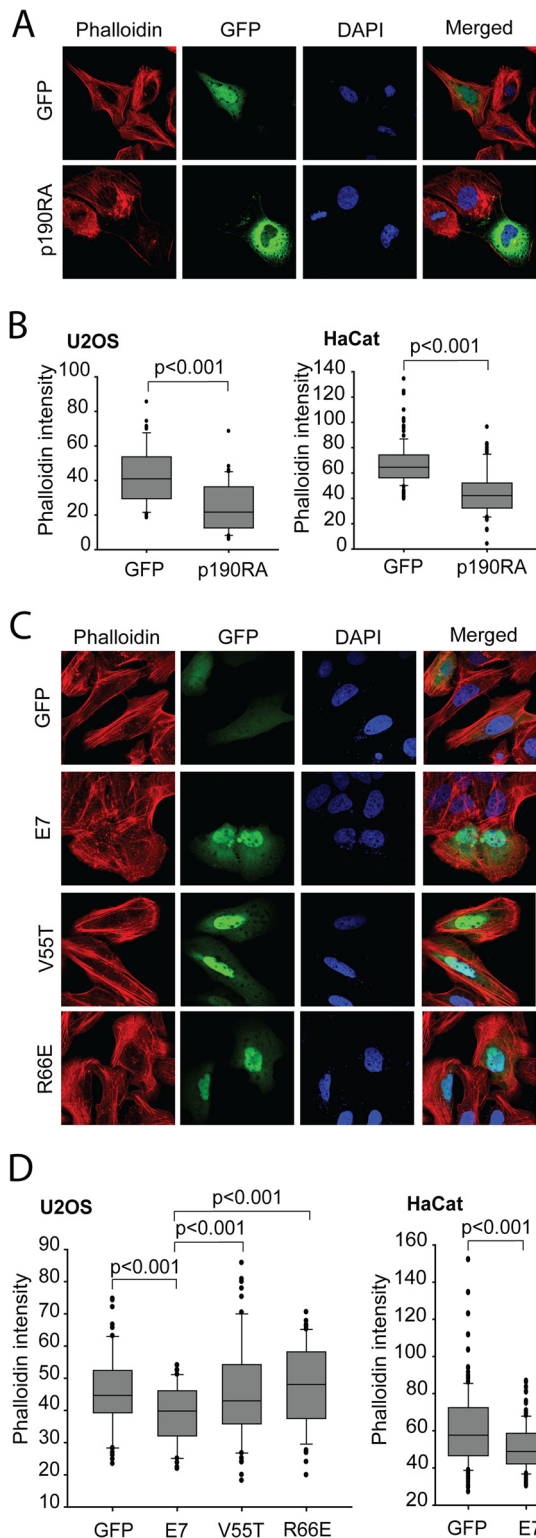 A
Phalloidin GFP DAPI Merged
GFP
p190RA
B
U2OS
p<0.001
Phalloidin intensity
100
80
60
40
20
0
GFP p190RA
HaCat
p<0.001
Phalloidin intensity
140
120
100
80
60
40
20
0
GFP p190RA
C
Phalloidin GFP DAPI Merged
GFP
E7
V55T
R66E
D
U2OS
p<0.001
p<0.001
p<0.001
Phalloidin intensity
90
80
70
60
50
40
30
20
10
GFP E7 V55T R66E
HaCat
p<0.001
Phalloidin intensity
160
140
120
100
80
60
40
20
GFP E7